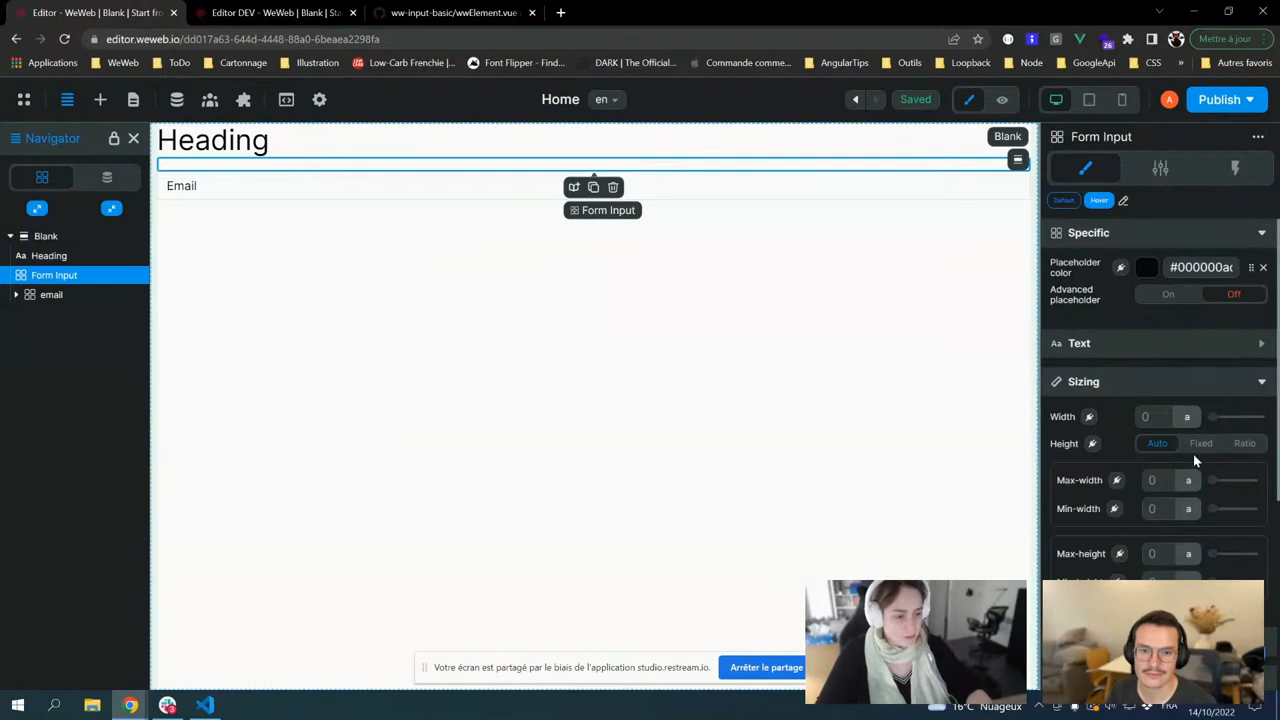 Editor - WeWeb | Blank | Start fro
Editor DEV - WeWeb | Blank | Sta
ww-input-basic/wwElement.vue a
editor.weweb.io/dd017a63-644d-4448-88a0-6beaea2298fa
Mettre à jour
Applications
WeWeb
ToDo
Cartonnage
Illustration
Low-Carb Frenchie |...
Font Flipper - Find...
DARK | The Official...
Commande comme...
AngularTips
Outils
Loopback
Node
GoogleApi
CSS
»
Autres favoris
Home
en
Saved
A
Publish
Navigator
Blank
Aa Heading
Form Input
email
Heading
Blank
Email
Form Input
Form Input
Default
Hover
Specific
Placeholder color
#000000a
Advanced placeholder
On
Off
Aa Text
Sizing
Width
0
a
Height
Auto
Fixed
Ratio
Max-width
0
a
Min-width
0
a
Max-height
0
a
Votre écran est partagé par le biais de l'application studio.restream.io.
Arrêter le partage
16°C Nuageux
FRA
14/10/2022